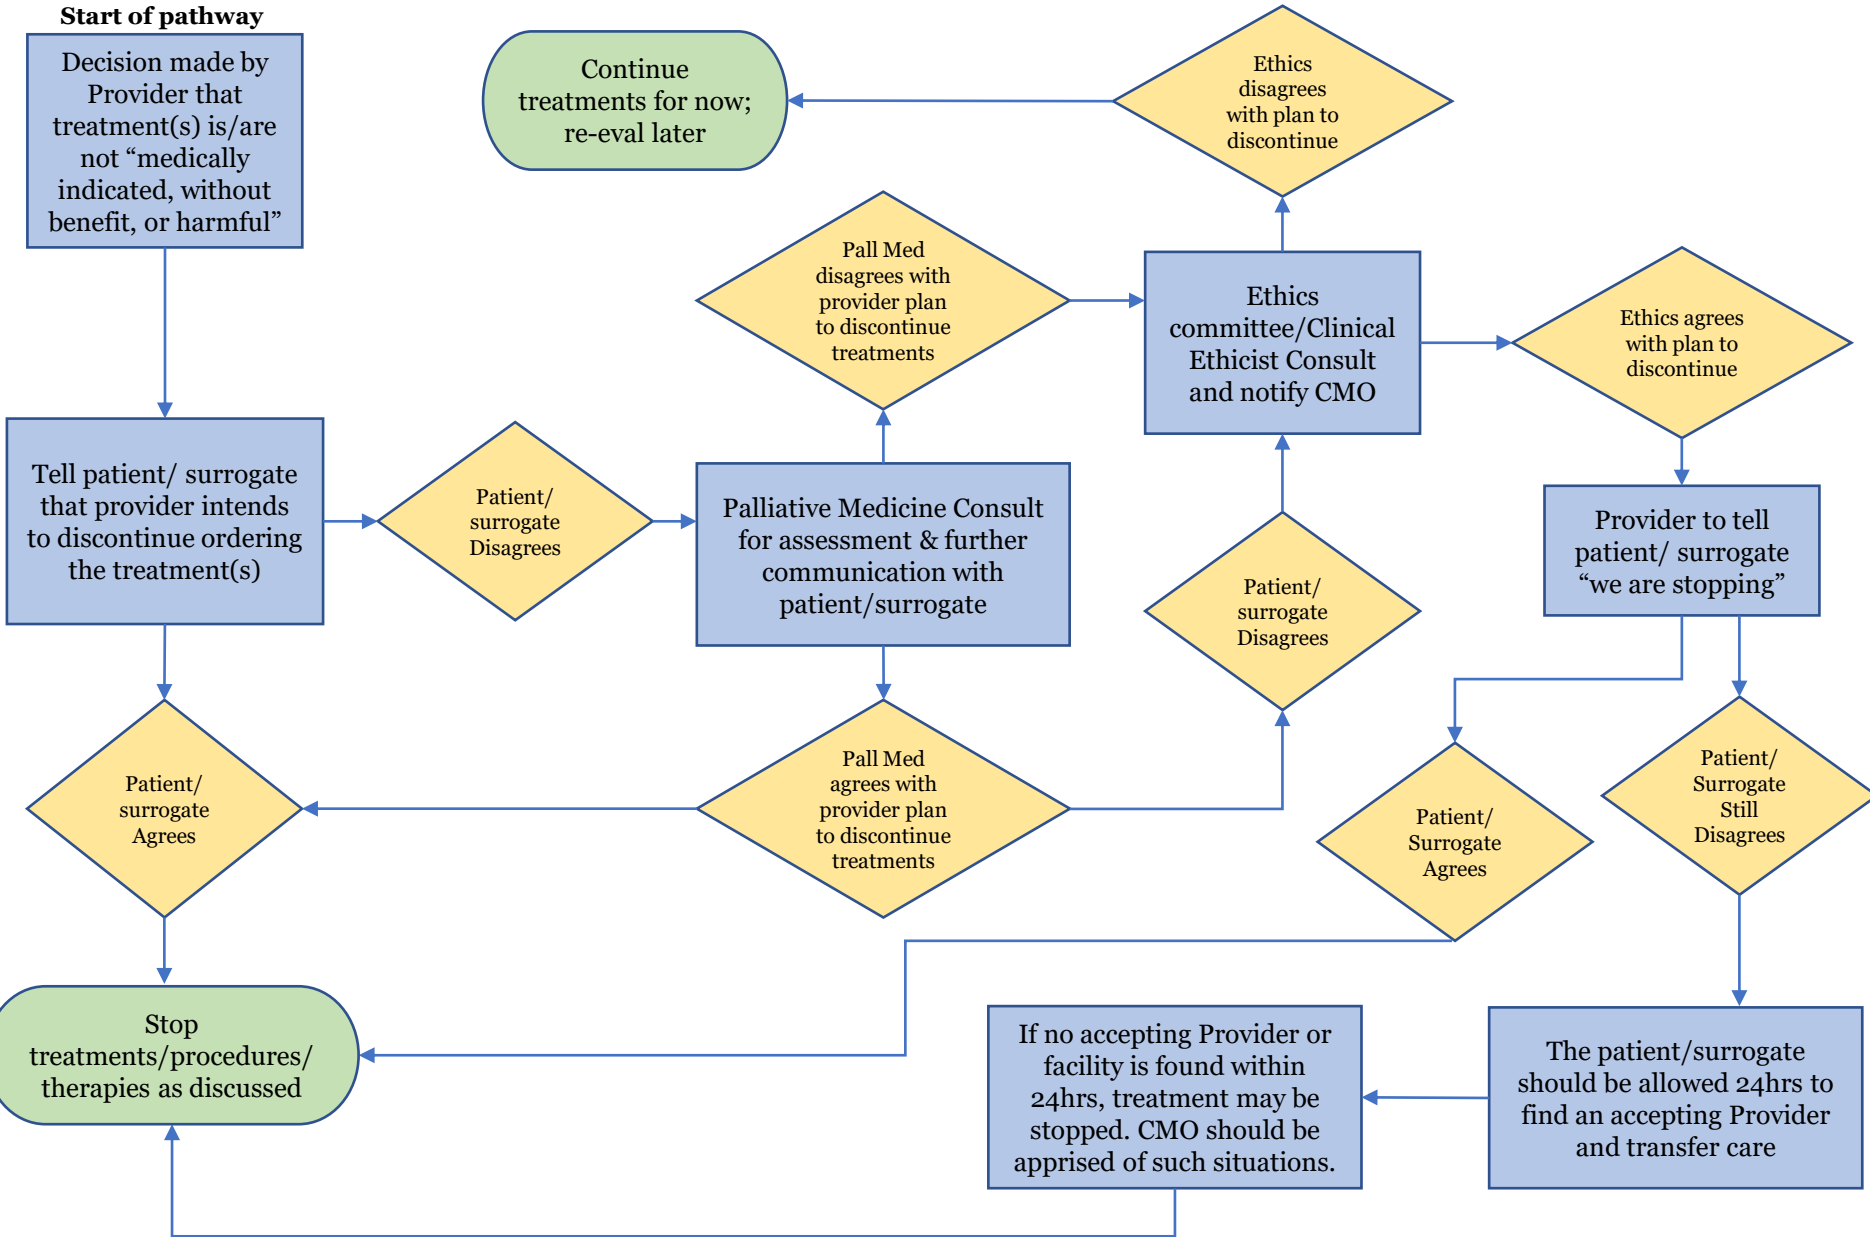 Start of pathway
Decision made by
Provider that
treatment(s) is/are
not “medically
indicated, without
benefit, or harmful”
Continue
treatments for now;
re-eval later
Ethics
disagrees
with plan to
discontinue
Pall Med
disagrees with
provider plan
to discontinue
treatments
Ethics
committee/Clinical
Ethicist Consult
and notify CMO
Ethics agrees
with plan to
discontinue
Tell patient/ surrogate
that provider intends
to discontinue ordering
the treatment(s)
Patient/
surrogate
Disagrees
Palliative Medicine Consult
for assessment & further
communication with
patient/surrogate
Patient/
surrogate
Disagrees
Provider to tell
patient/ surrogate
“we are stopping”
Patient/
surrogate
Agrees
Pall Med
agrees with
provider plan
to discontinue
treatments
Patient/
Surrogate
Agrees
Patient/
Surrogate
Still
Disagrees
Stop
treatments/procedures/
therapies as discussed
If no accepting Provider or
facility is found within
24hrs, treatment may be
stopped. CMO should be
apprised of such situations.
The patient/surrogate
should be allowed 24hrs to
find an accepting Provider
and transfer care